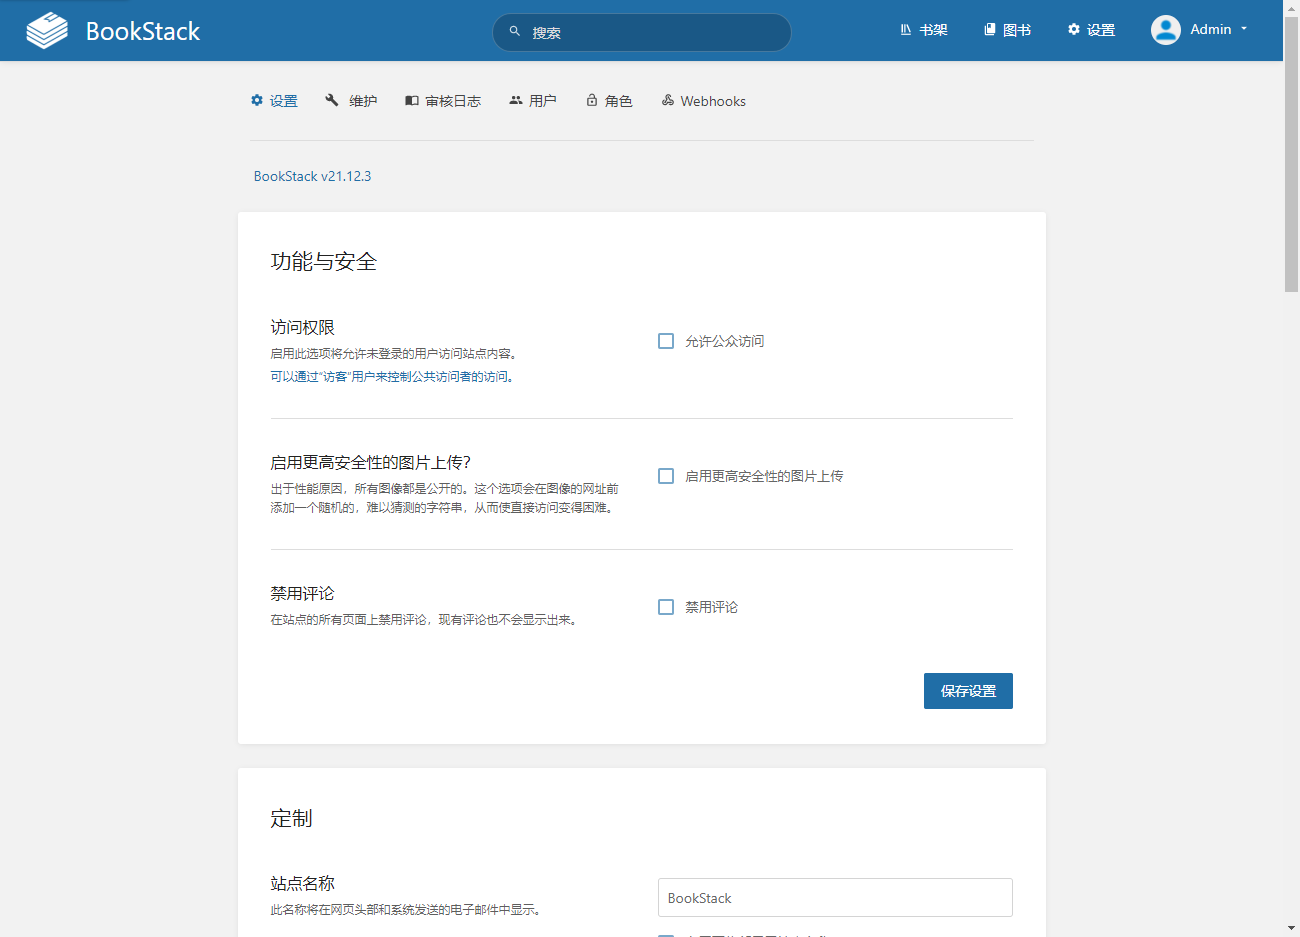 BookStack
搜索
书架
图书
设置
Admin
设置
维护
审核日志
用户
角色
Webhooks
BookStack v21.12.3
功能与安全
访问权限
启用此选项将允许未登录的用户访问站点内容。
可以通过“访客”用户来控制公共访问者的访问。
允许公众访问
启用更高安全性的图片上传?
出于性能原因，所有图像都是公开的。这个选项会在图像的网址前
添加一个随机的，难以猜测的字符串，从而使直接访问变得困难。
启用更高安全性的图片上传
禁用评论
在站点的所有页面上禁用评论，现有评论也不会显示出来。
禁用评论
保存设置
定制
站点名称
此名称将在网页头部和系统发送的电子邮件中显示。
BookStack